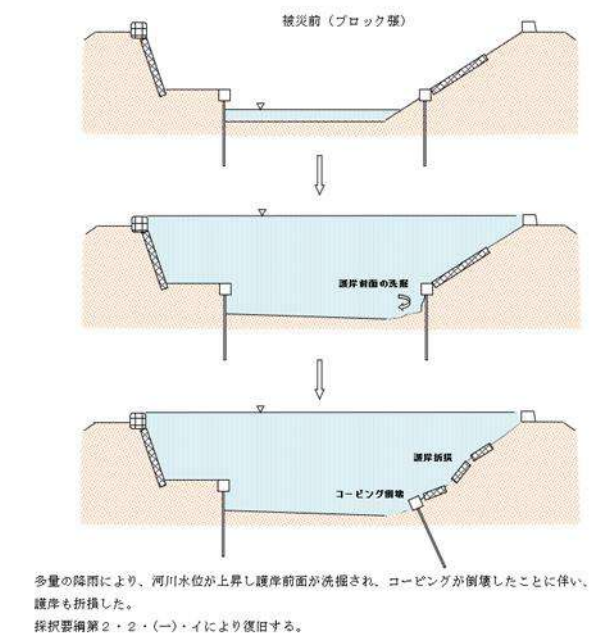 被災前（ブロック張）
護岸前面の洗掘
護岸折損
コーピング倒壊
多量の降雨により、河川水位が上昇し護岸前面が洗掘され、コーピングが倒壊したことに伴い、
護岸も折損した。
採択要綱第2・2・(一)・イにより復旧する。